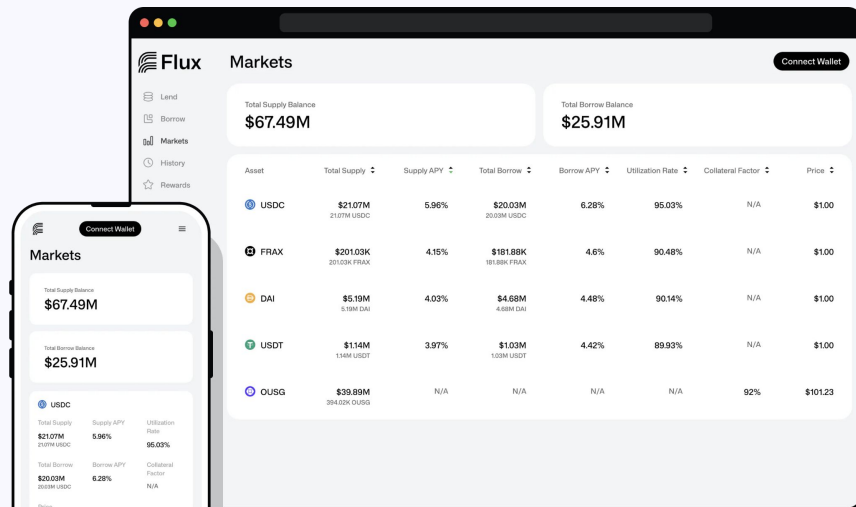 Flux
Markets
Connect Wallet
Lend
Borrow
Markets
History
Rewards
Total Supply Balance
$67.49M
Total Borrow Balance
$25.91M
Asset Total Supply Supply APY Total Borrow Borrow APY Utilization Rate Collateral Factor Price
USDC $21.07M 5.96% $20.03M 6.28% 95.03% N/A $1.00
21.07M USDC 20.03M USDC
FRAX $201.03K 4.15% $181.88K 4.6% 90.48% N/A $1.00
201.03K FRAX 181.88K FRAX
DAI $5.19M 4.03% $4.68M 4.48% 90.14% N/A $1.00
5.19M DAI 4.68M DAI
USDT $1.14M 3.97% $1.03M 4.42% 89.93% N/A $1.00
1.14M USDT 1.03M USDT
OUSG $39.89M N/A N/A N/A N/A 92% $101.23
394.02K OUSG
Connect Wallet
Markets
Total Supply Balance
$67.49M
Total Borrow Balance
$25.91M
USDC
Total Supply Supply APY Utilization
Rate
$21.07M 5.96%
21.07M USDC 95.03%
Total Borrow Borrow APY Collateral
Factor
$20.03M 6.28%
20.03M USDC N/A
Price